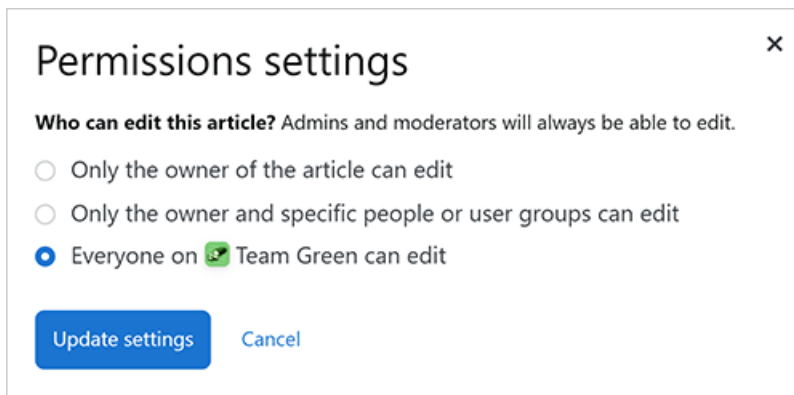 Permissions settings
Who can edit this article? Admins and moderators will always be able to edit.
Only the owner of the article can edit
Only the owner and specific people or user groups can edit
Everyone on Team Green can edit
Update settings
Cancel